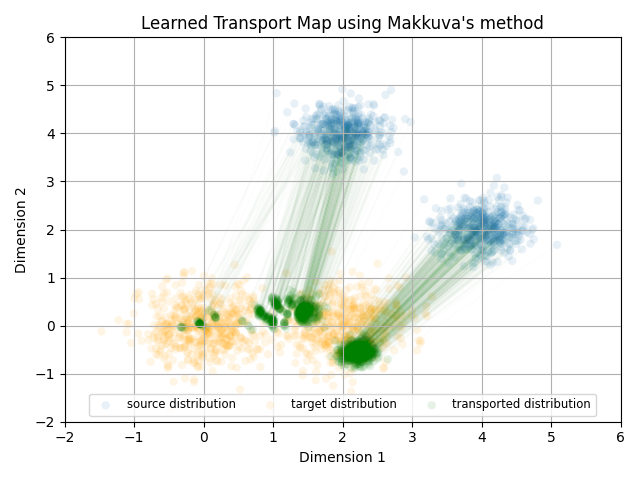 Learned Transport Map using Makkuva's method
Dimension 2
6
5
4
3
2
1
0
−1
−2
source distribution target distribution transported distribution
−2 −1 0 1 2 3 4 5 6
Dimension 1